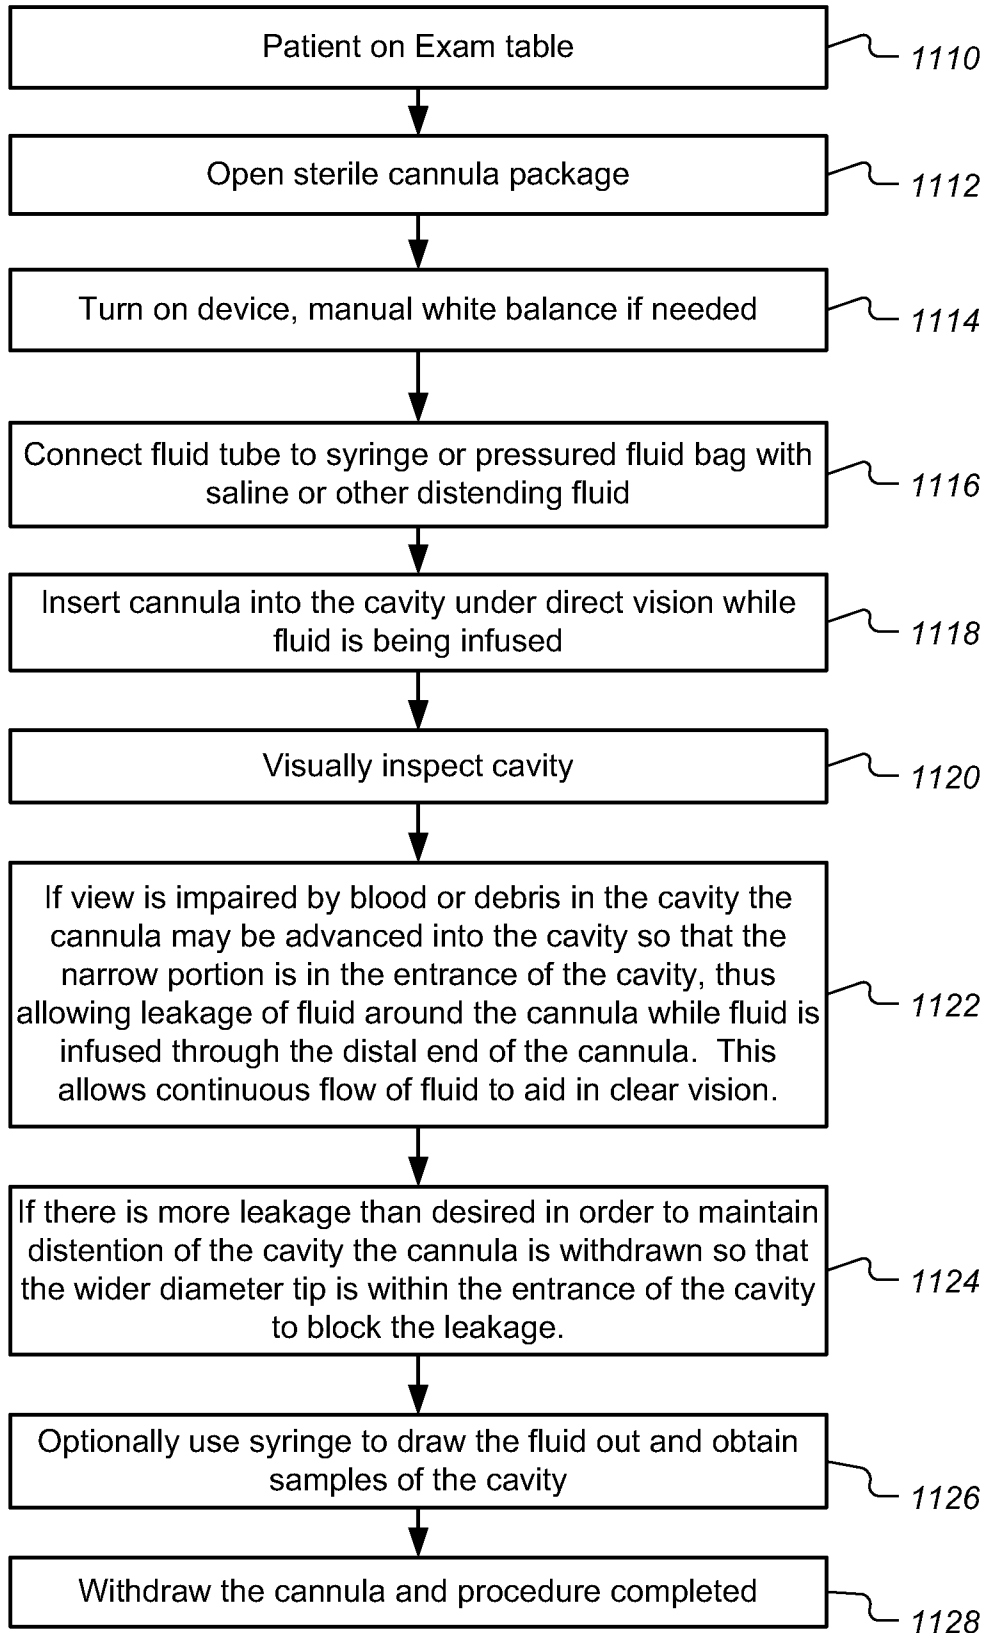 Patient on Exam table
1110
Open sterile cannula package
1112
Turn on device, manual white balance if needed
1114
Connect fluid tube to syringe or pressured fluid bag with
saline or other distending fluid
1116
Insert cannula into the cavity under direct vision while
fluid is being infused
1118
Visually inspect cavity
1120
If view is impaired by blood or debris in the cavity the
cannula may be advanced into the cavity so that the
narrow portion is in the entrance of the cavity, thus
allowing leakage of fluid around the cannula while fluid is
infused through the distal end of the cannula.  This
allows continuous flow of fluid to aid in clear vision.
1122
If there is more leakage than desired in order to maintain
distention of the cavity the cannula is withdrawn so that
the wider diameter tip is within the entrance of the cavity
to block the leakage.
1124
Optionally use syringe to draw the fluid out and obtain
samples of the cavity
1126
Withdraw the cannula and procedure completed
1128